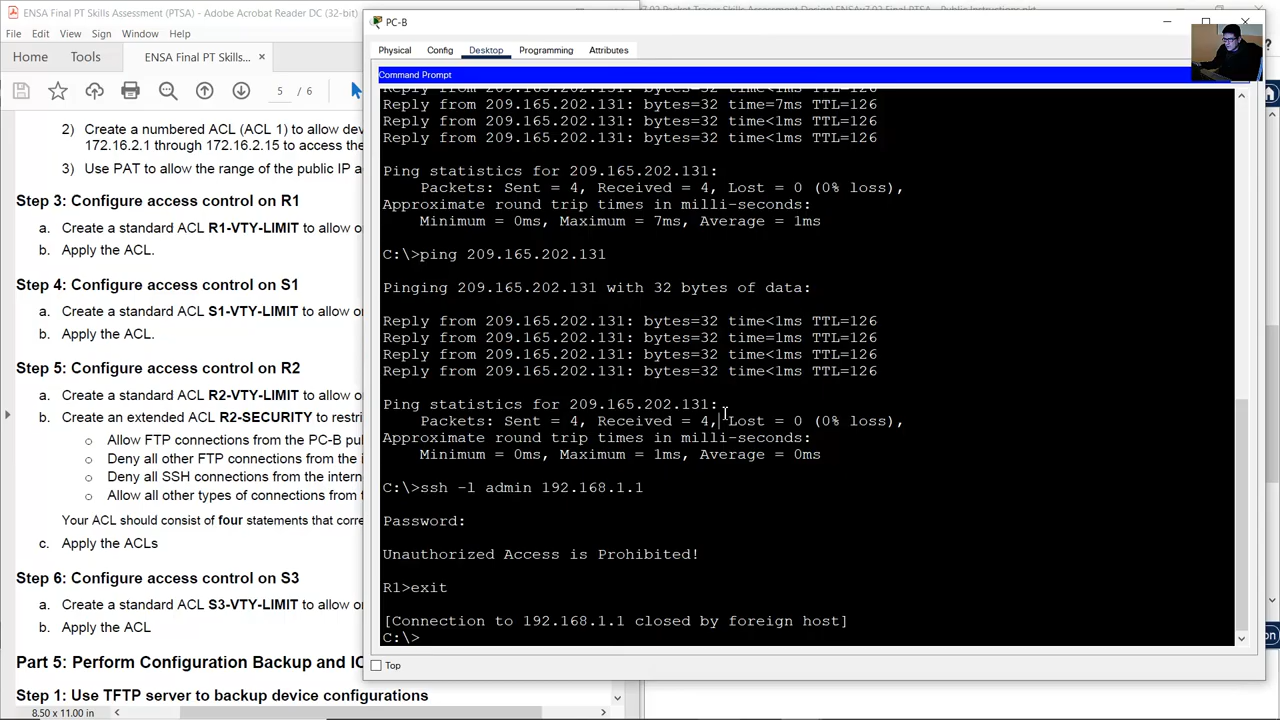 ENSA Final PT Skills Assessment (PTSA) - Adobe Acrobat Reader DC (32-bit)
File Edit View Sign Window Help
Home Tools ENSA Final PT Skills... ×
5 / 6
2) Create a numbered ACL (ACL 1) to allow dev
172.16.2.1 through 172.16.2.15 to access the
3) Use PAT to allow the range of the public IP a
Step 3: Configure access control on R1
a. Create a standard ACL R1-VTY-LIMIT to allow o
b. Apply the ACL.
Step 4: Configure access control on S1
a. Create a standard ACL S1-VTY-LIMIT to allow o
b. Apply the ACL.
Step 5: Configure access control on R2
a. Create a standard ACL R2-VTY-LIMIT to allow o
b. Create an extended ACL R2-SECURITY to restri
o Allow FTP connections from the PC-B pu
o Deny all other FTP connections from the i
o Deny all SSH connections from the intern
o Allow all other types of connections from t
Your ACL should consist of four statements that corre
c. Apply the ACLs
Step 6: Configure access control on S3
a. Create a standard ACL S3-VTY-LIMIT to allow o
b. Apply the ACL
Part 5: Perform Configuration Backup and IO
Step 1: Use TFTP server to backup device configurations
8.50 x 11.00 in
PC-B
Physical Config Desktop Programming Attributes
Command Prompt
Reply from 209.165.202.131: bytes=32 time=7ms TTL=126
Reply from 209.165.202.131: bytes=32 time<1ms TTL=126
Reply from 209.165.202.131: bytes=32 time<1ms TTL=126
Ping statistics for 209.165.202.131:
Packets: Sent = 4, Received = 4, Lost = 0 (0% loss),
Approximate round trip times in milli-seconds:
Minimum = 0ms, Maximum = 7ms, Average = 1ms
C:\>ping 209.165.202.131
Pinging 209.165.202.131 with 32 bytes of data:
Reply from 209.165.202.131: bytes=32 time<1ms TTL=126
Reply from 209.165.202.131: bytes=32 time=1ms TTL=126
Reply from 209.165.202.131: bytes=32 time<1ms TTL=126
Reply from 209.165.202.131: bytes=32 time<1ms TTL=126
Ping statistics for 209.165.202.131:
Packets: Sent = 4, Received = 4, Lost = 0 (0% loss),
Approximate round trip times in milli-seconds:
Minimum = 0ms, Maximum = 1ms, Average = 0ms
C:\>ssh -l admin 192.168.1.1
Password:
Unauthorized Access is Prohibited!
R1>exit
[Connection to 192.168.1.1 closed by foreign host]
C:\>
Top